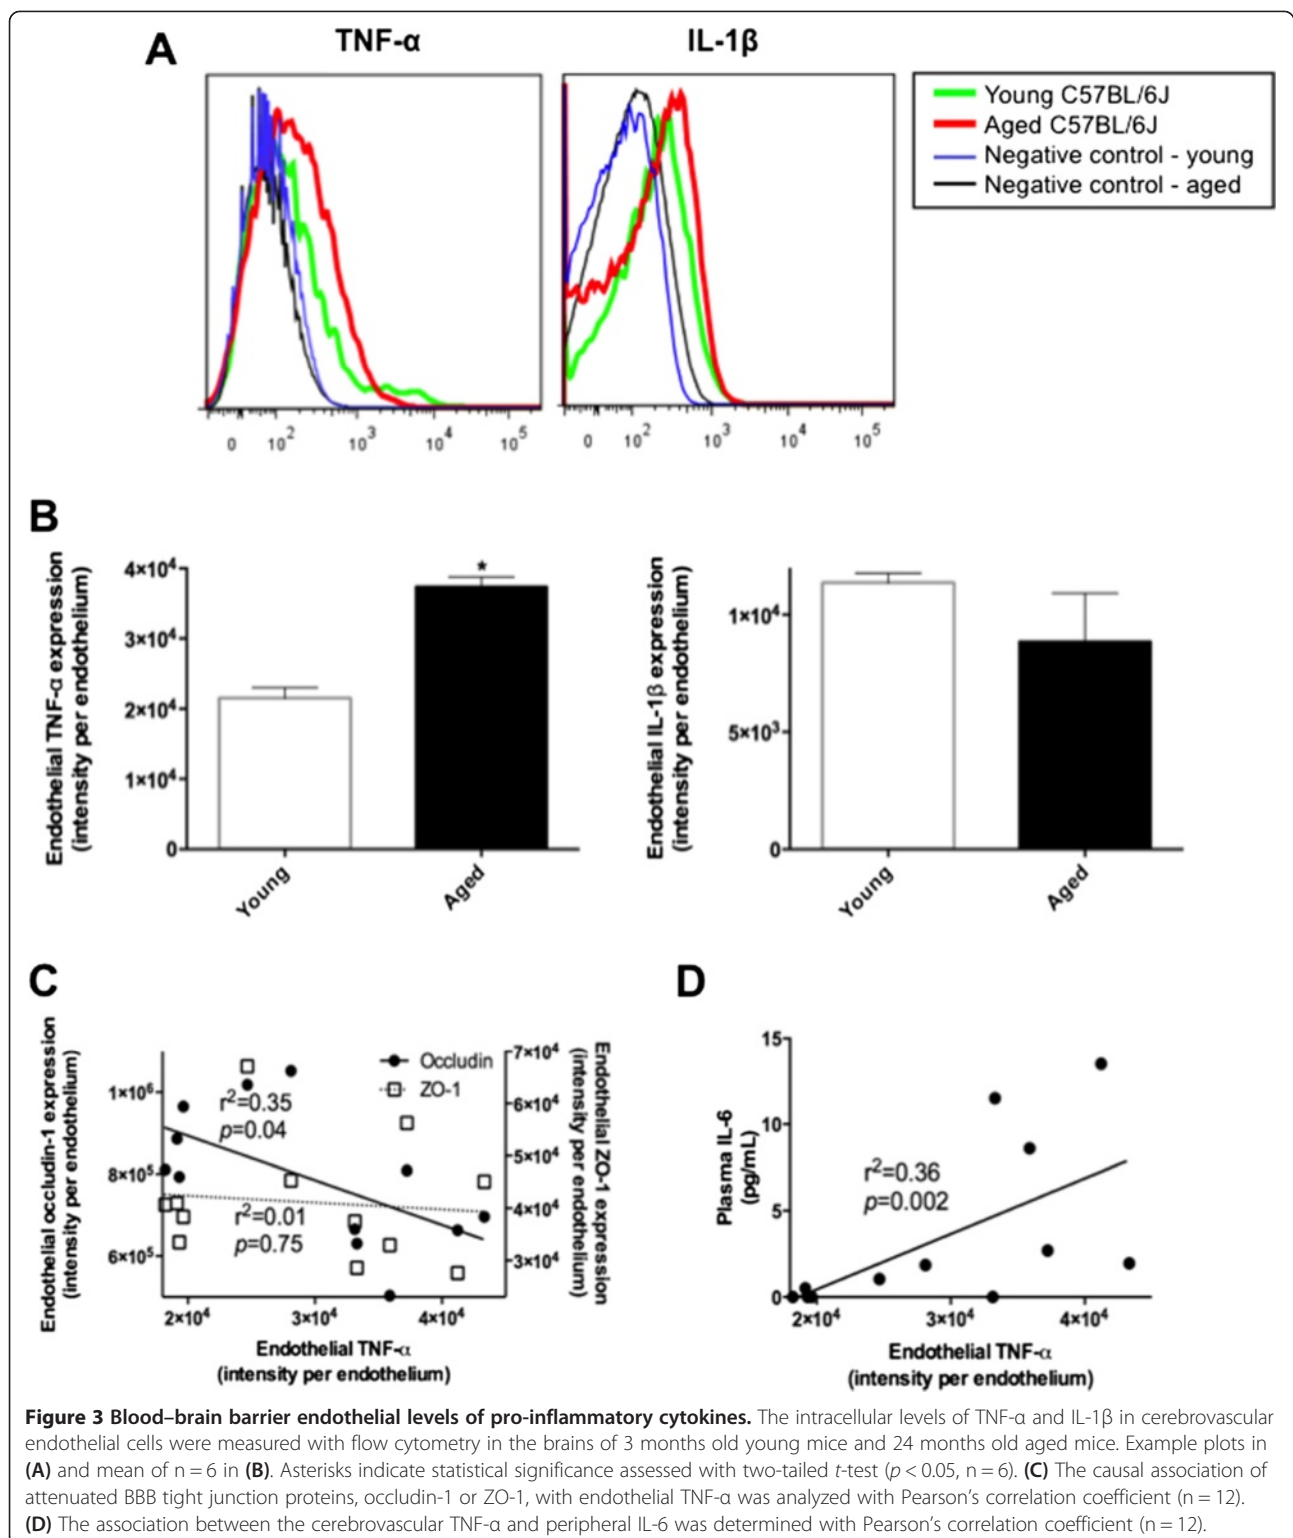 A
TNF-α
IL-1β
Young C57BL/6J
Aged C57BL/6J
Negative control - young
Negative control - aged
0 10² 10³ 10⁴ 10⁵
0 10² 10³ 10⁴ 10⁵
B
Endothelial TNF-α expression
(intensity per endothelium)
4×10⁴
3×10⁴
2×10⁴
1×10⁴
0
*
Young
Aged
Endothelial IL-1β expression
(intensity per endothelium)
1×10⁴
5×10³
0
Young
Aged
C
Endothelial occludin-1 expression
(intensity per endothelium)
1×10⁶
8×10⁵
6×10⁵
Occludin
ZO-1
r²=0.35
p=0.04
r²=0.01
p=0.75
7×10⁴
6×10⁴
5×10⁴
4×10⁴
3×10⁴
Endothelial ZO-1 expression
(intensity per endothelium)
2×10⁴ 3×10⁴ 4×10⁴
Endothelial TNF-α
(intensity per endothelium)
D
Plasma IL-6
(pg/mL)
15
10
5
0
r²=0.36
p=0.002
2×10⁴ 3×10⁴ 4×10⁴
Endothelial TNF-α
(intensity per endothelium)
Figure 3 Blood–brain barrier endothelial levels of pro-inflammatory cytokines. The intracellular levels of TNF-α and IL-1β in cerebrovascular
endothelial cells were measured with flow cytometry in the brains of 3 months old young mice and 24 months old aged mice. Example plots in
(A) and mean of n = 6 in (B). Asterisks indicate statistical significance assessed with two-tailed t-test (p < 0.05, n = 6). (C) The causal association of
attenuated BBB tight junction proteins, occludin-1 or ZO-1, with endothelial TNF-α was analyzed with Pearson's correlation coefficient (n = 12).
(D) The association between the cerebrovascular TNF-α and peripheral IL-6 was determined with Pearson's correlation coefficient (n = 12).